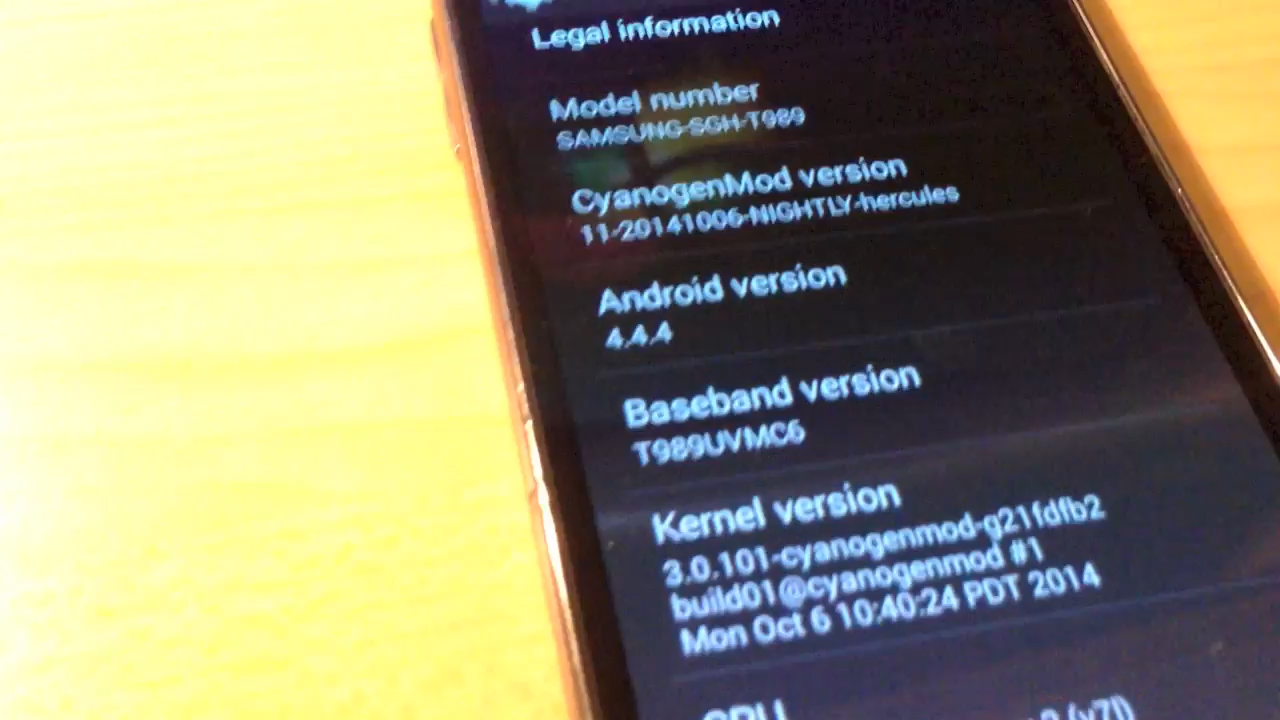 Legal information
Model number
SAMSUNG-SGH-T989
CyanogenMod version
11-20141006-NIGHTLY-hercules
Android version
4.4.4
Baseband version
T989UVMC6
Kernel version
3.0.101-cyanogenmod-g21fdfb2
build01@cyanogenmod #1
Mon Oct 6 10:40:24 PDT 2014
CPU
(v7l)